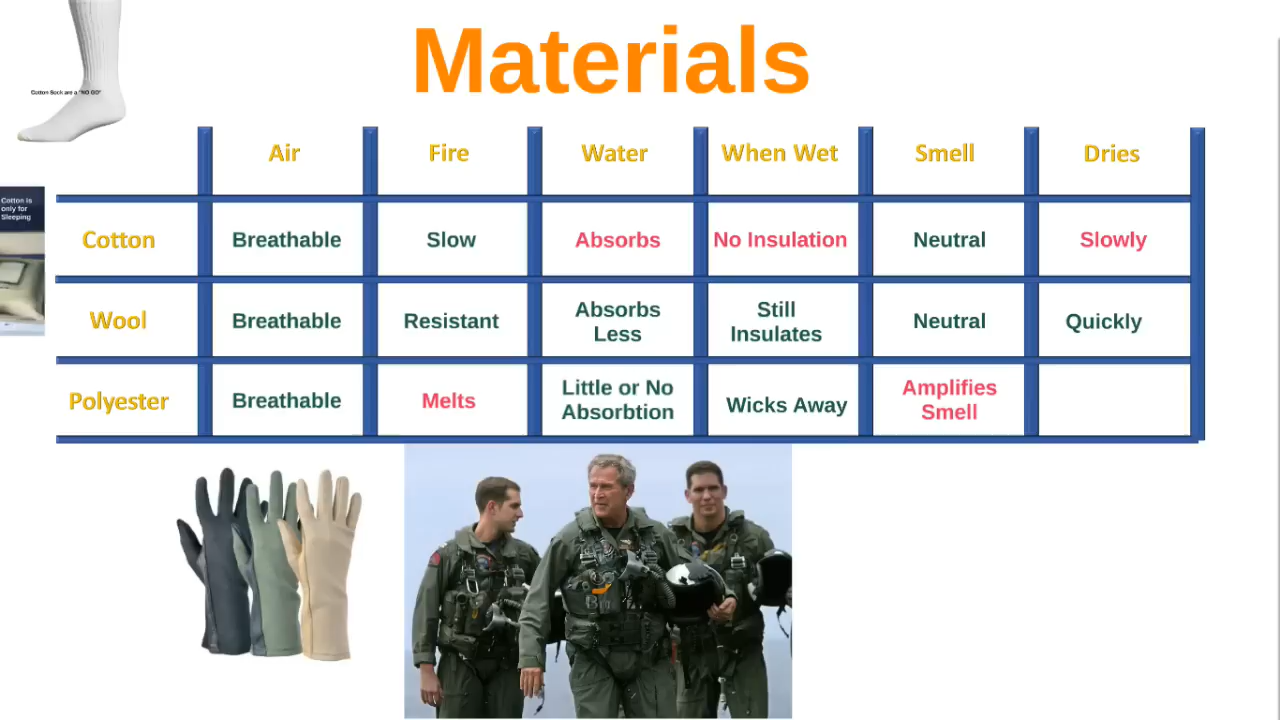 Materials
Cotton Sock are a "NO GO"
Air Fire Water When Wet Smell Dries
Cotton is
only for
Sleeping
Cotton Breathable Slow Absorbs No Insulation Neutral Slowly
Wool Breathable Resistant Absorbs Less Still Insulates Neutral Quickly
Polyester Breathable Melts Little or No Absorbtion Wicks Away Amplifies Smell